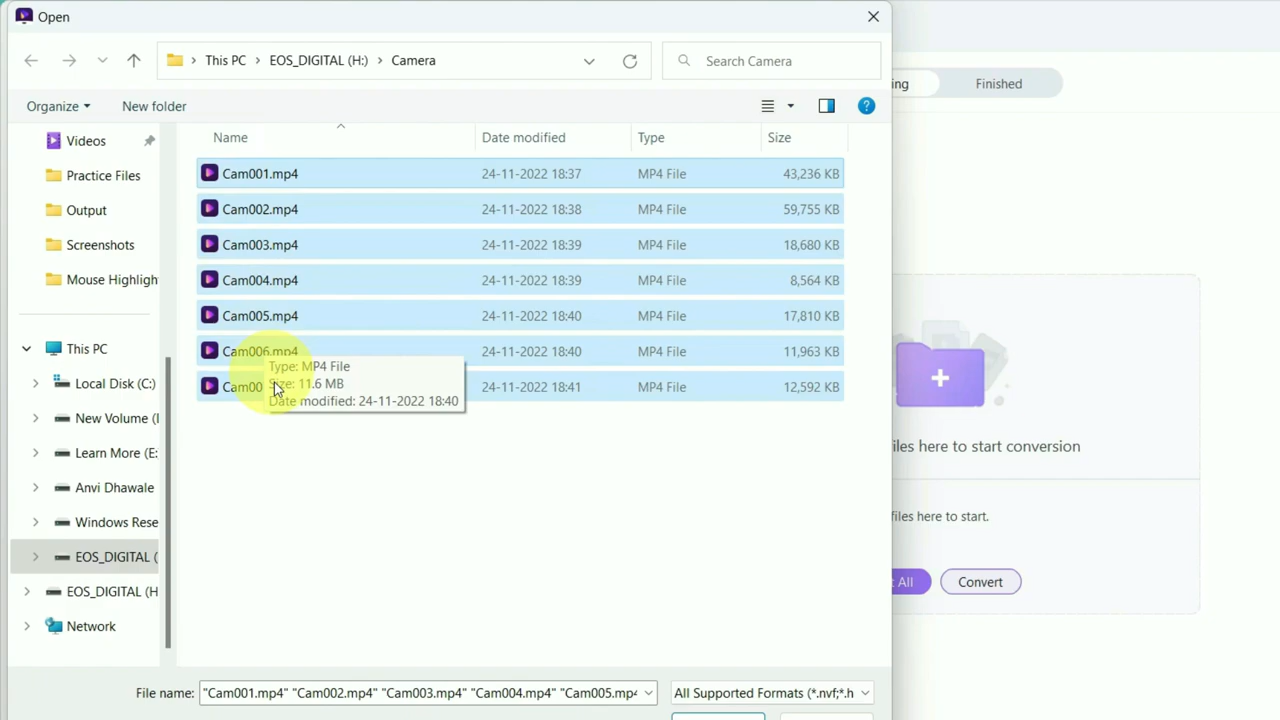 Open
This PC > EOS_DIGITAL (H:) > Camera
Search Camera
ing
Finished
Organize
New folder
Name
Date modified
Type
Size
Videos
Practice Files
Output
Screenshots
Mouse Highligh
This PC
Local Disk (C:)
New Volume (
Learn More (E:
Anvi Dhawale
Windows Rese
EOS_DIGITAL (
EOS_DIGITAL (H
Network
Cam001.mp4 24-11-2022 18:37 MP4 File 43,236 KB
Cam002.mp4 24-11-2022 18:38 MP4 File 59,755 KB
Cam003.mp4 24-11-2022 18:39 MP4 File 18,680 KB
Cam004.mp4 24-11-2022 18:39 MP4 File 8,564 KB
Cam005.mp4 24-11-2022 18:40 MP4 File 17,810 KB
Cam006.mp4 24-11-2022 18:40 MP4 File 11,963 KB
Cam00 24-11-2022 18:41 MP4 File 12,592 KB
Type: MP4 File
Size: 11.6 MB
Date modified: 24-11-2022 18:40
iles here to start conversion
files here to start.
All
Convert
File name: "Cam001.mp4" "Cam002.mp4" "Cam003.mp4" "Cam004.mp4" "Cam005.mp4
All Supported Formats (*.nvf;*.h